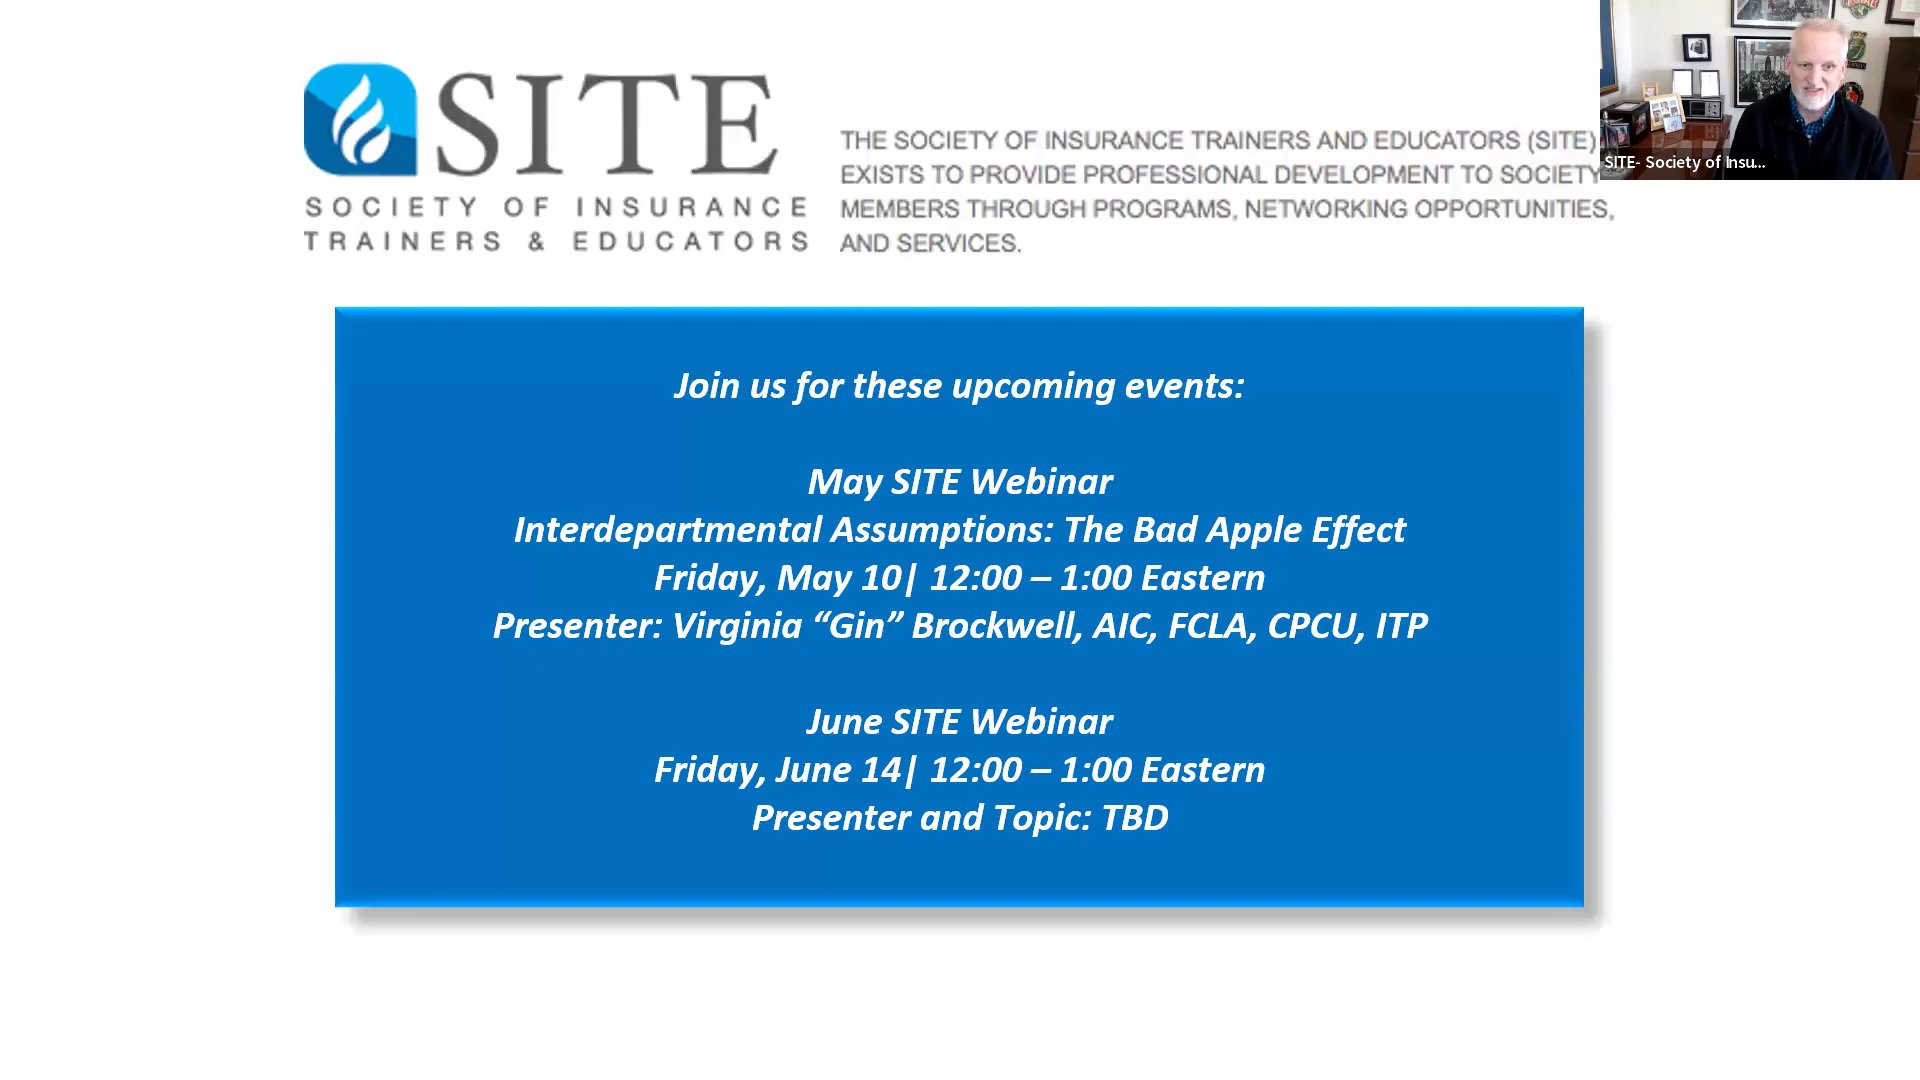 SITE
SOCIETY OF INSURANCE
TRAINERS & EDUCATORS
THE SOCIETY OF INSURANCE TRAINERS AND EDUCATORS (SITE)
EXISTS TO PROVIDE PROFESSIONAL DEVELOPMENT TO SOCIETY
MEMBERS THROUGH PROGRAMS, NETWORKING OPPORTUNITIES,
AND SERVICES.
SITE- Society of Insu...
Join us for these upcoming events:
May SITE Webinar
Interdepartmental Assumptions: The Bad Apple Effect
Friday, May 10| 12:00 – 1:00 Eastern
Presenter: Virginia “Gin” Brockwell, AIC, FCLA, CPCU, ITP
June SITE Webinar
Friday, June 14| 12:00 – 1:00 Eastern
Presenter and Topic: TBD